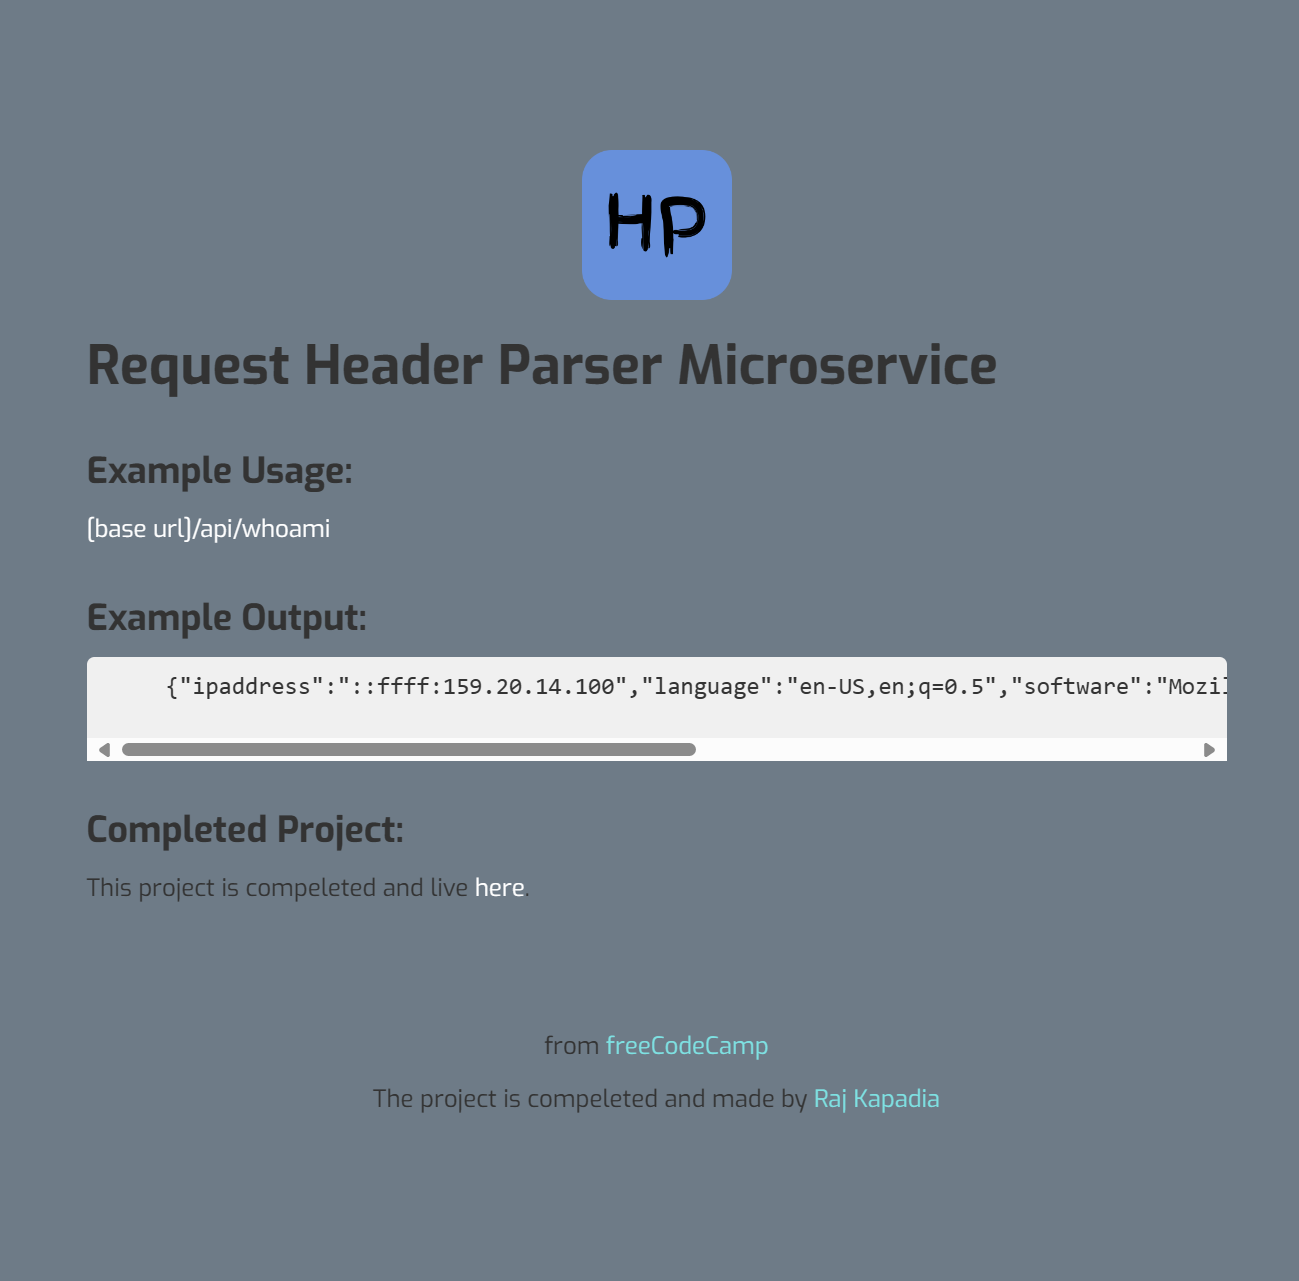 HP
Request Header Parser Microservice
Example Usage:
[base url]/api/whoami
Example Output:
{"ipaddress":"::ffff:159.20.14.100","language":"en-US,en;q=0.5","software":"Mozil
Completed Project:
This project is compeleted and live here.
from freeCodeCamp
The project is compeleted and made by Raj Kapadia